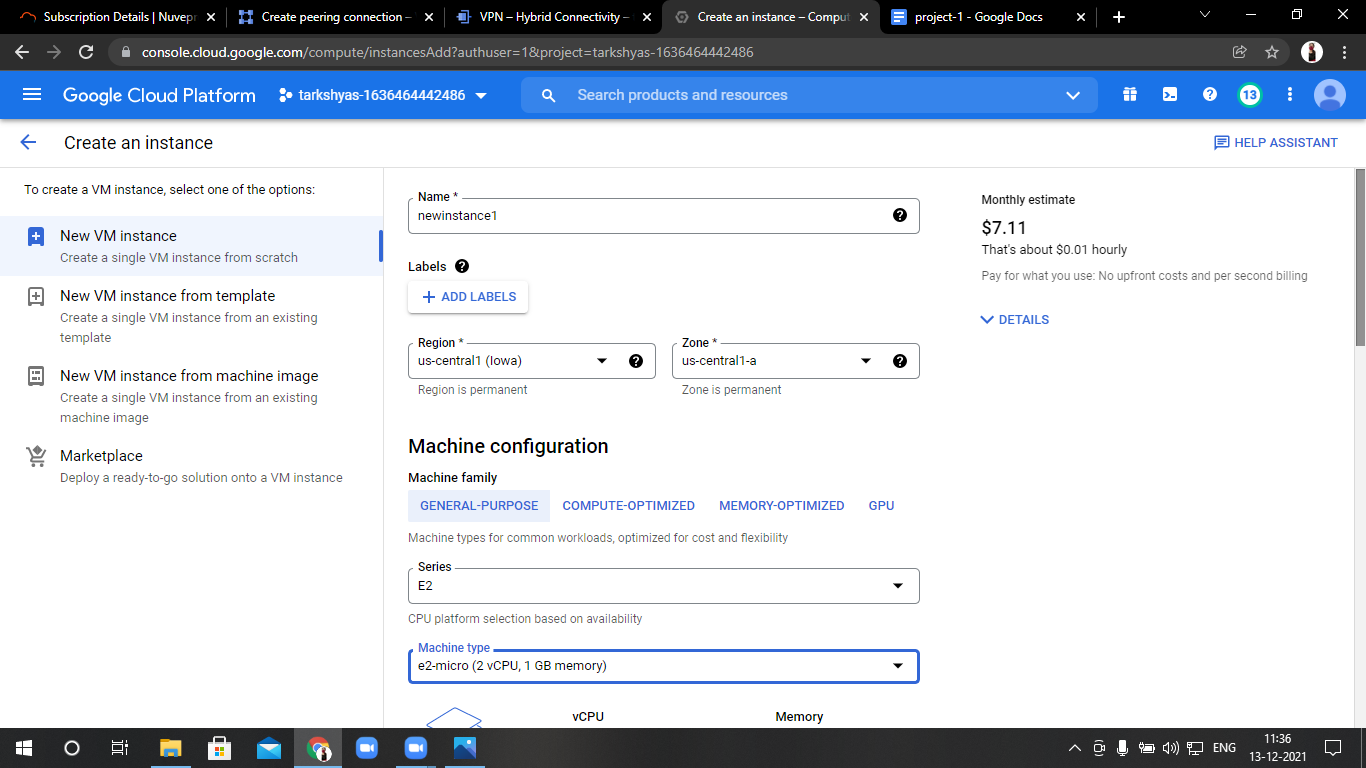 Subscription Details | Nuvepr
Create peering connection –
VPN – Hybrid Connectivity –
Create an instance – Comput
project-1 - Google Docs
console.cloud.google.com/compute/instancesAdd?authuser=1&project=tarkshyas-1636464442486
Google Cloud Platform
tarkshyas-1636464442486
Search products and resources
13
Create an instance
HELP ASSISTANT
To create a VM instance, select one of the options:
New VM instance
Create a single VM instance from scratch
New VM instance from template
Create a single VM instance from an existing
template
New VM instance from machine image
Create a single VM instance from an existing
machine image
Marketplace
Deploy a ready-to-go solution onto a VM instance
Name *
newinstance1
Labels
ADD LABELS
Region *
us-central1 (Iowa)
Region is permanent
Zone *
us-central1-a
Zone is permanent
Machine configuration
Machine family
GENERAL-PURPOSE
COMPUTE-OPTIMIZED
MEMORY-OPTIMIZED
GPU
Machine types for common workloads, optimized for cost and flexibility
Series
E2
CPU platform selection based on availability
Machine type
e2-micro (2 vCPU, 1 GB memory)
vCPU
Memory
Monthly estimate
$7.11
That's about $0.01 hourly
Pay for what you use: No upfront costs and per second billing
DETAILS
ENG
11:36
13-12-2021